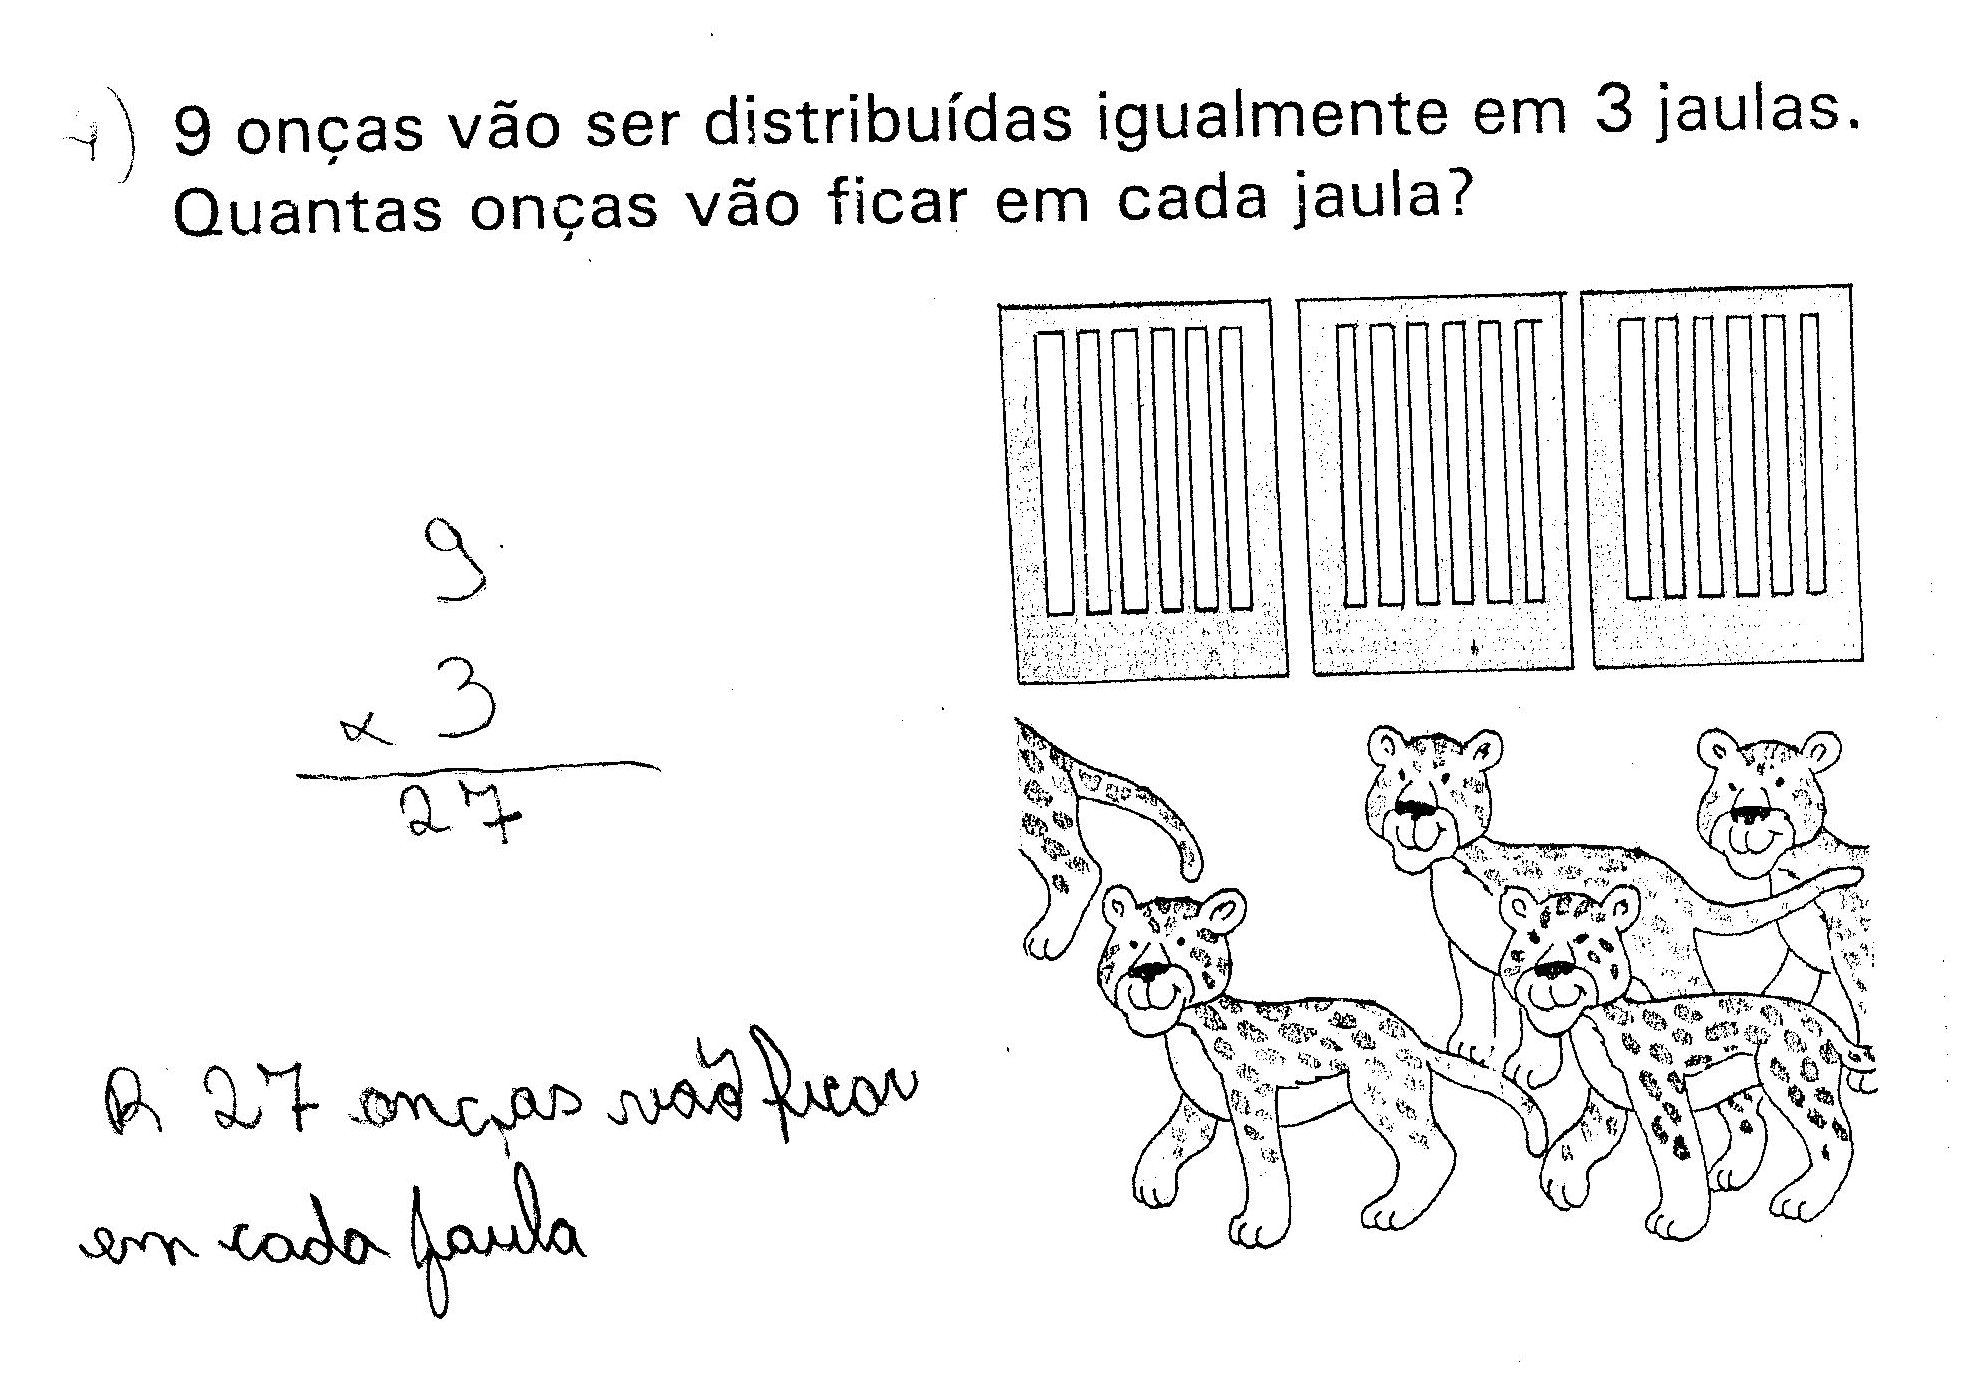 4) 9 onças vão ser distribuídas igualmente em 3 jaulas.
Quantas onças vão ficar em cada jaula?
9
x 3
27
R 27 onças vão ficar
em cada jaula